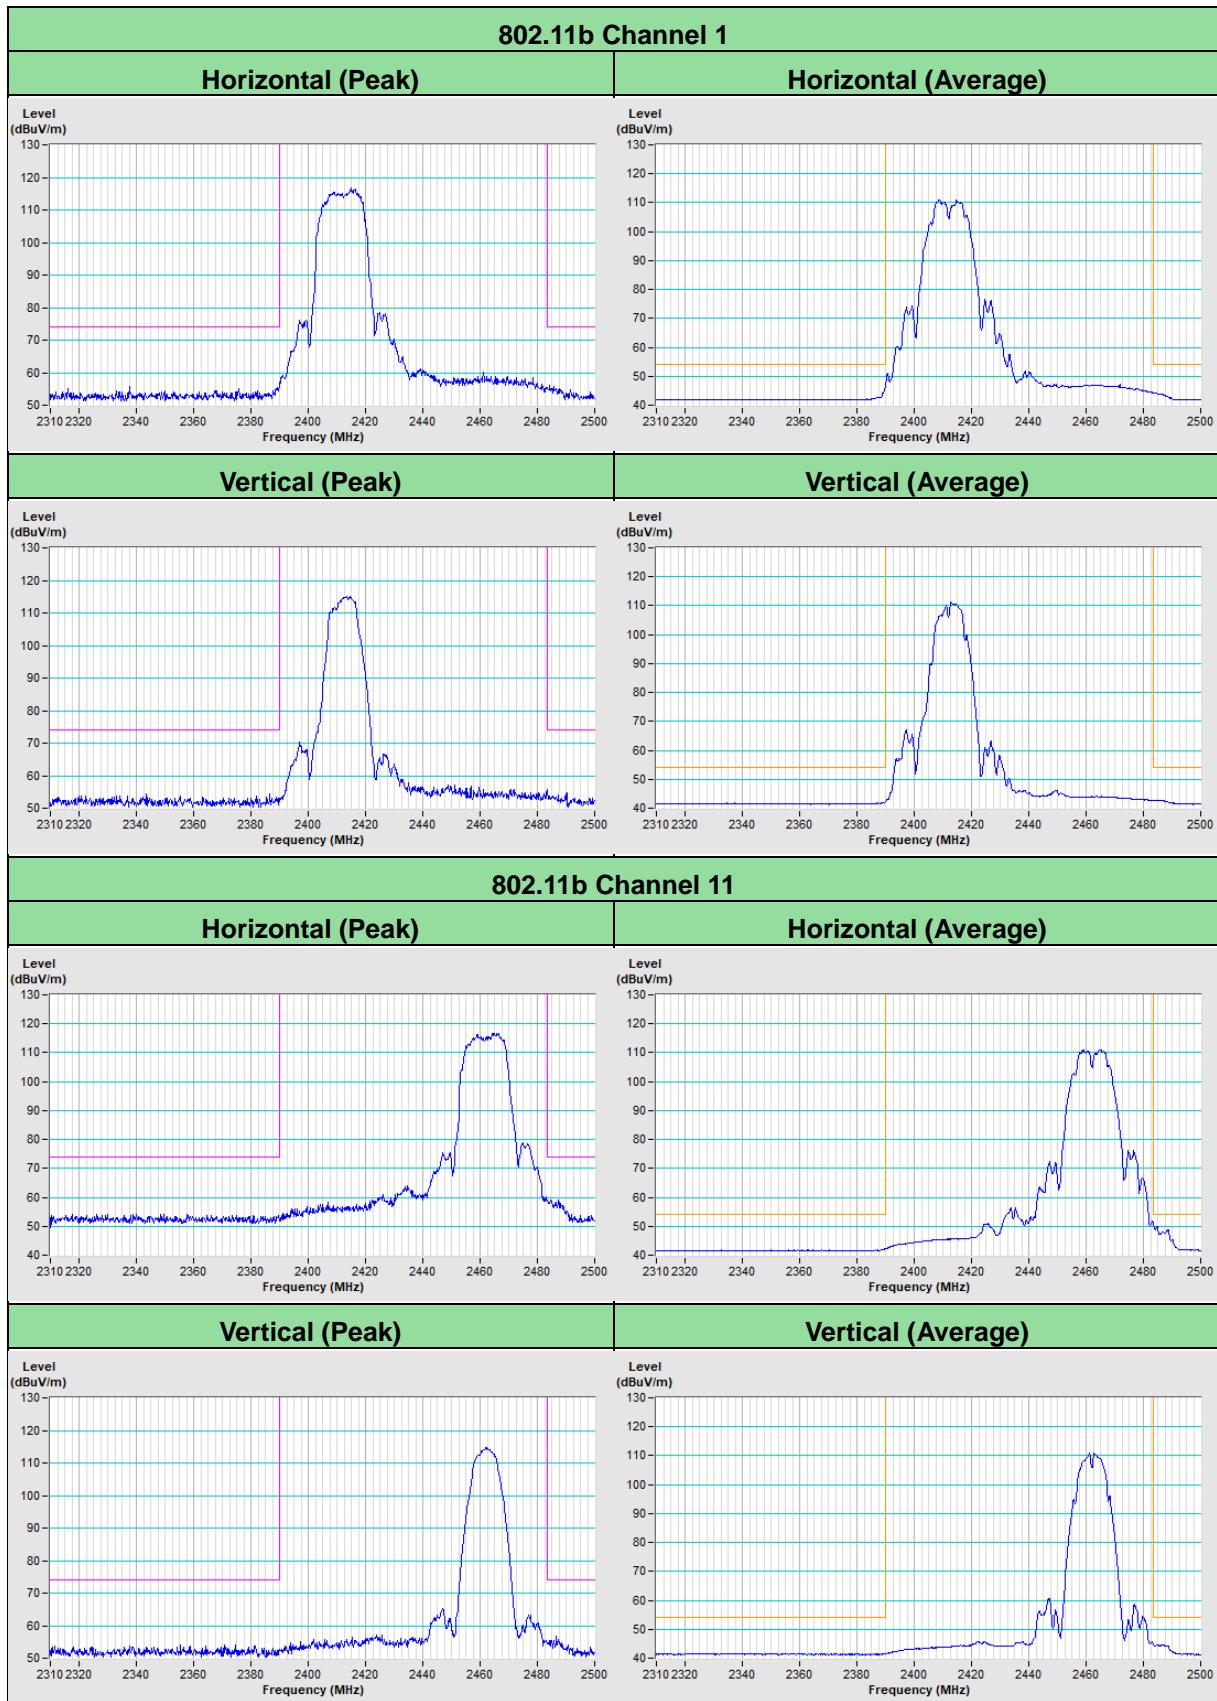 802.11b Channel 1
Horizontal (Peak) Horizontal (Average)
Level Level
(dBuV/m) (dBuV/m)
130 130
120 120
110 110
100 100
90 90
80 80
70 70
60 60
50 50
40
2310 2320 2340 2360 2380 2400 2420 2440 2460 2480 2500 2310 2320 2340 2360 2380 2400 2420 2440 2460 2480 2500
Frequency (MHz) Frequency (MHz)
Vertical (Peak) Vertical (Average)
Level Level
(dBuV/m) (dBuV/m)
130 130
120 120
110 110
100 100
90 90
80 80
70 70
60 60
50 50
40
2310 2320 2340 2360 2380 2400 2420 2440 2460 2480 2500 2310 2320 2340 2360 2380 2400 2420 2440 2460 2480 2500
Frequency (MHz) Frequency (MHz)
802.11b Channel 11
Horizontal (Peak) Horizontal (Average)
Level Level
(dBuV/m) (dBuV/m)
130 130
120 120
110 110
100 100
90 90
80 80
70 70
60 60
50 50
40 40
2310 2320 2340 2360 2380 2400 2420 2440 2460 2480 2500 2310 2320 2340 2360 2380 2400 2420 2440 2460 2480 2500
Frequency (MHz) Frequency (MHz)
Vertical (Peak) Vertical (Average)
Level Level
(dBuV/m) (dBuV/m)
130 130
120 120
110 110
100 100
90 90
80 80
70 70
60 60
50 50
40
2310 2320 2340 2360 2380 2400 2420 2440 2460 2480 2500 2310 2320 2340 2360 2380 2400 2420 2440 2460 2480 2500
Frequency (MHz) Frequency (MHz)